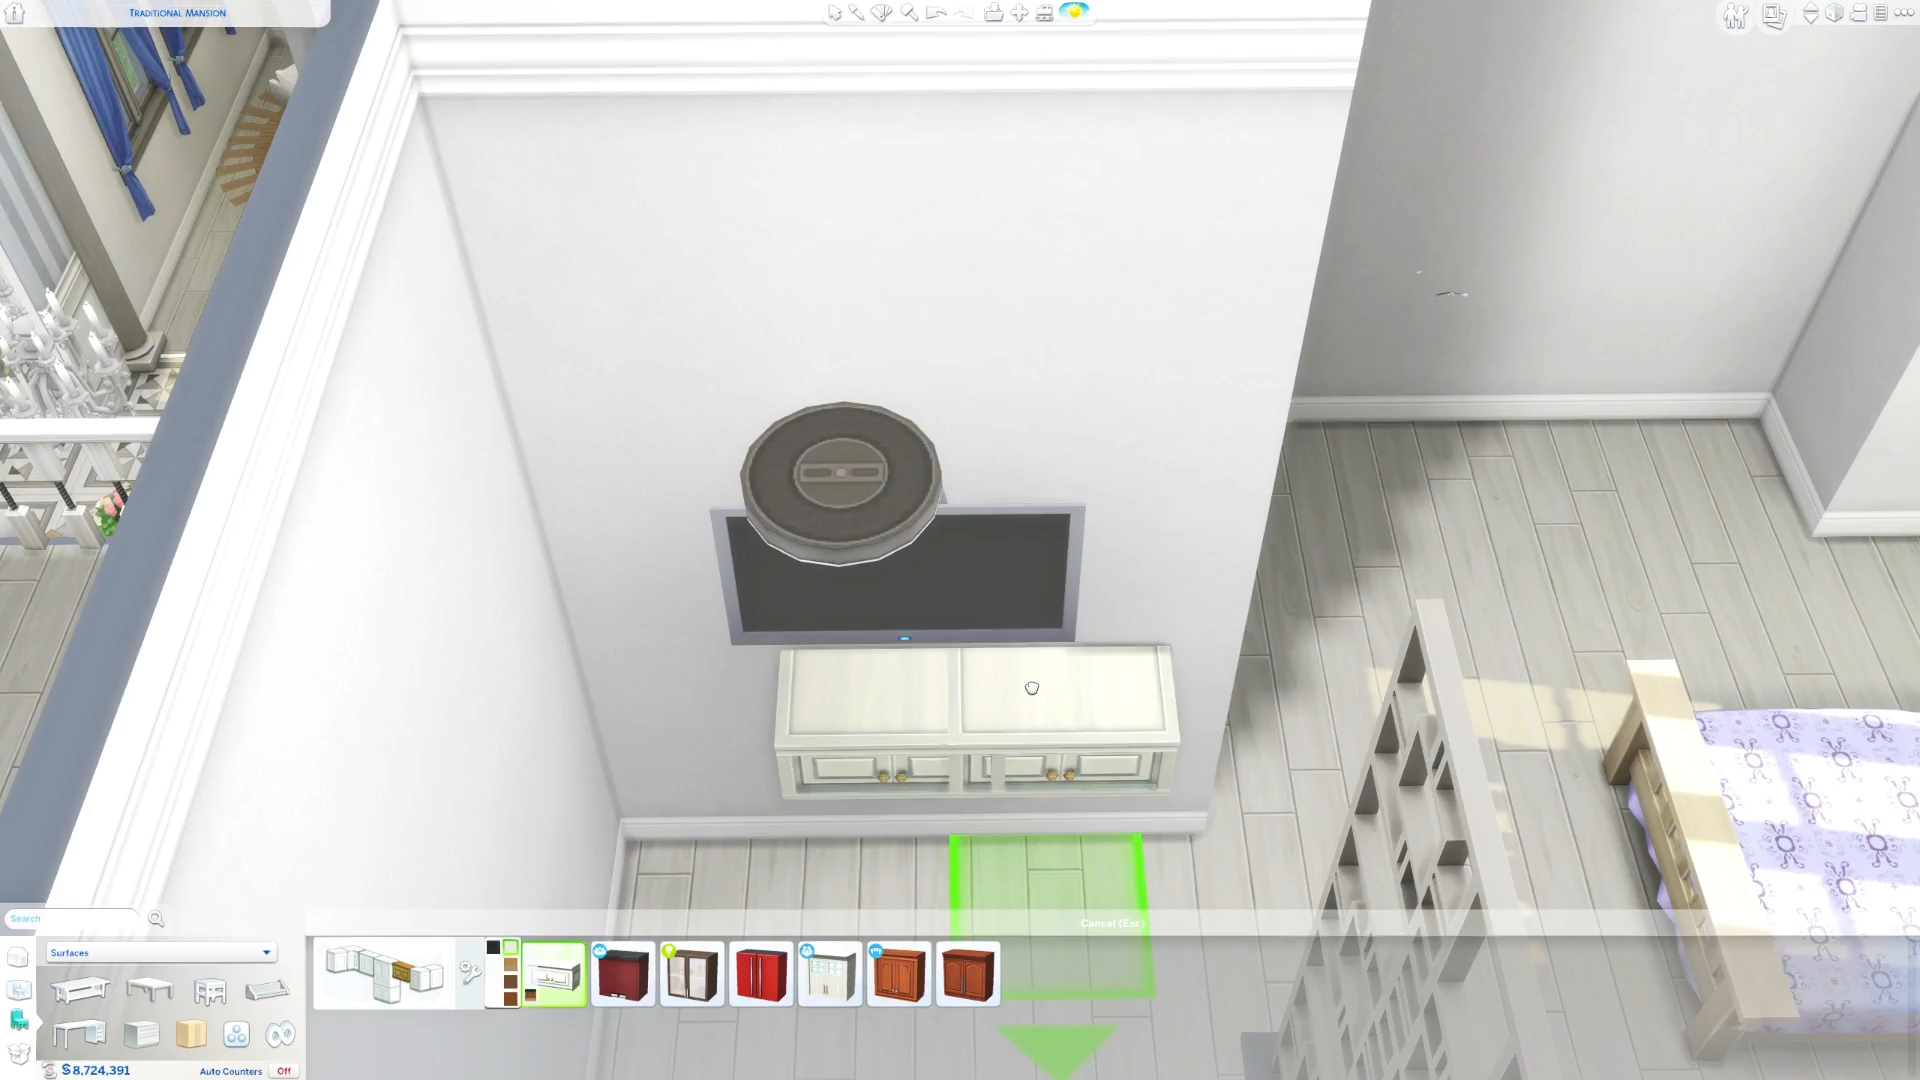 TRADITIONAL MANSION
Search
Cancel (Esc)
Surfaces
§8,724,391
Auto Counters
Off